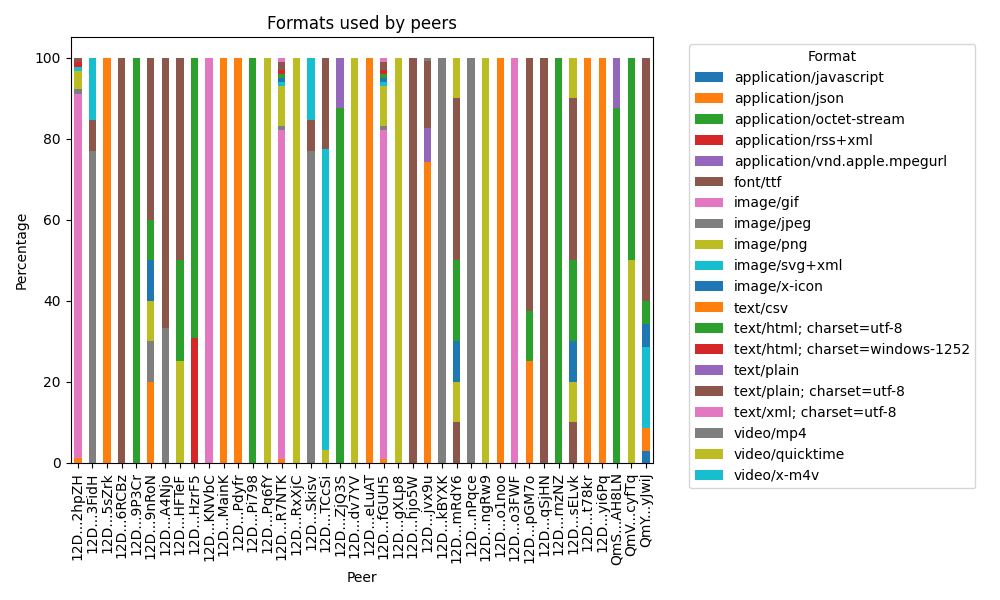 Formats used by peers
Percentage
100
80
60
40
20
0
12D...2hpZH
12D...3FidH
12D...5sZrk
12D...6RCBz
12D...9P3Cr
12D...9nRoN
12D...A4NJo
12D...HFTeF
12D...HzrF5
12D...KNVbC
12D...MainK
12D...Pdyfr
12D...Pi798
12D...Pq6fY
12D...R7NTK
12D...RxXjC
12D...Skisv
12D...TCcSi
12D...ZjQ3S
12D...dv7YV
12D...eLuAT
12D...fGUH5
12D...gXLp8
12D...hjo5W
12D...jvx9u
12D...kBYXK
12D...mRdY6
12D...nPqce
12D...ngRw9
12D...o1noo
12D...o3FWF
12D...pGM7o
12D...qSjHN
12D...rnzNZ
12D...sELvk
12D...t78kr
12D...yi6Pq
QmS...AH8LN
QmV...cyfTq
QmY...yJwij
Peer
Format
application/javascript
application/json
application/octet-stream
application/rss+xml
application/vnd.apple.mpegurl
font/ttf
image/gif
image/jpeg
image/png
image/svg+xml
image/x-icon
text/csv
text/html; charset=utf-8
text/html; charset=windows-1252
text/plain
text/plain; charset=utf-8
text/xml; charset=utf-8
video/mp4
video/quicktime
video/x-m4v